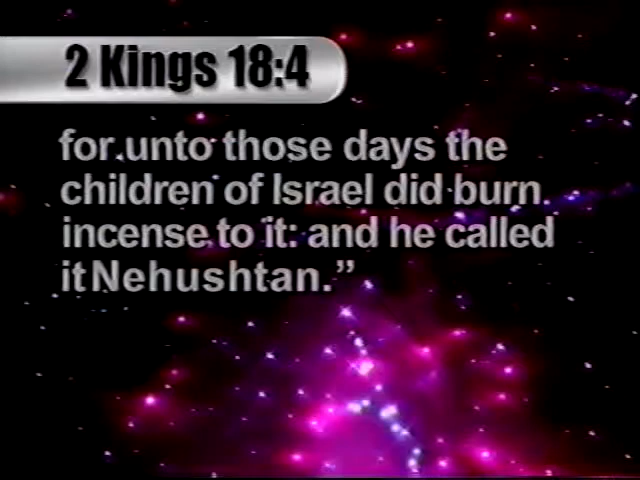 2 Kings 18:4
for unto those days the
children of Israel did burn
incense to it: and he called
it Nehushtan.”